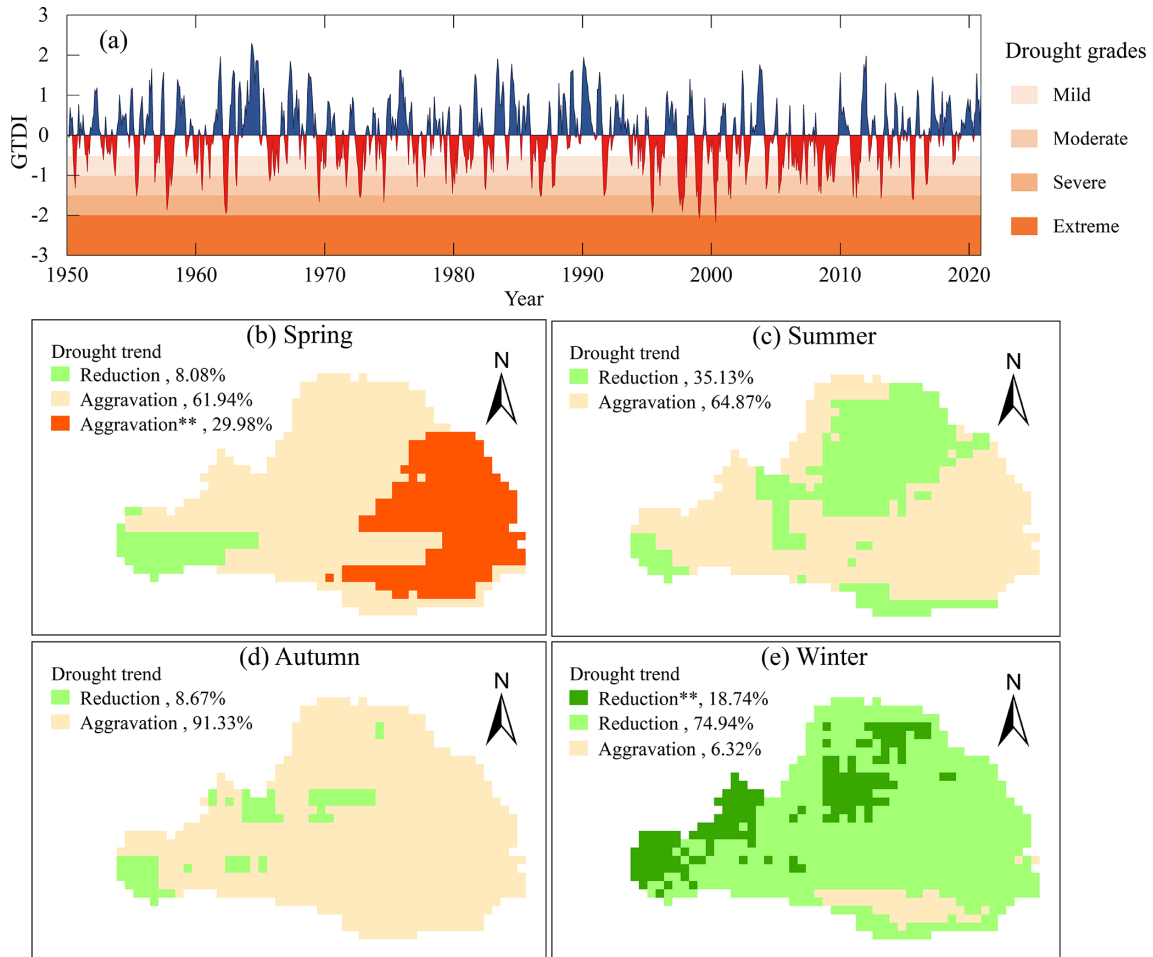 (a)
GTDI
3
2
1
0
-1
-2
-3
1950 1960 1970 1980 1990 2000 2010 2020
Year
Drought grades
Mild
Moderate
Severe
Extreme
(b) Spring
Drought trend
Reduction , 8.08%
Aggravation , 61.94%
Aggravation** , 29.98%
N
(c) Summer
Drought trend
Reduction , 35.13%
Aggravation , 64.87%
N
(d) Autumn
Drought trend
Reduction , 8.67%
Aggravation , 91.33%
N
(e) Winter
Drought trend
Reduction** , 18.74%
Reduction , 74.94%
Aggravation , 6.32%
N